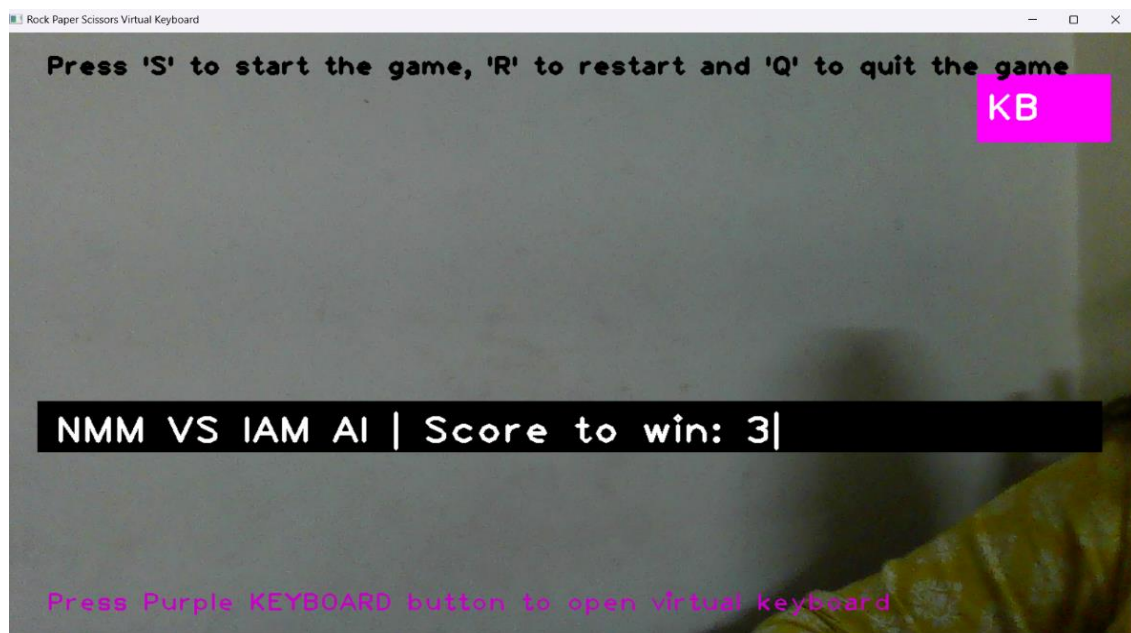 Rock Paper Scissors Virtual Keyboard
Press 'S' to start the game, 'R' to restart and 'Q' to quit the game
KB
NMM VS IAM AI | Score to win: 3|
Press Purple KEYBOARD button to open virtual keyboard